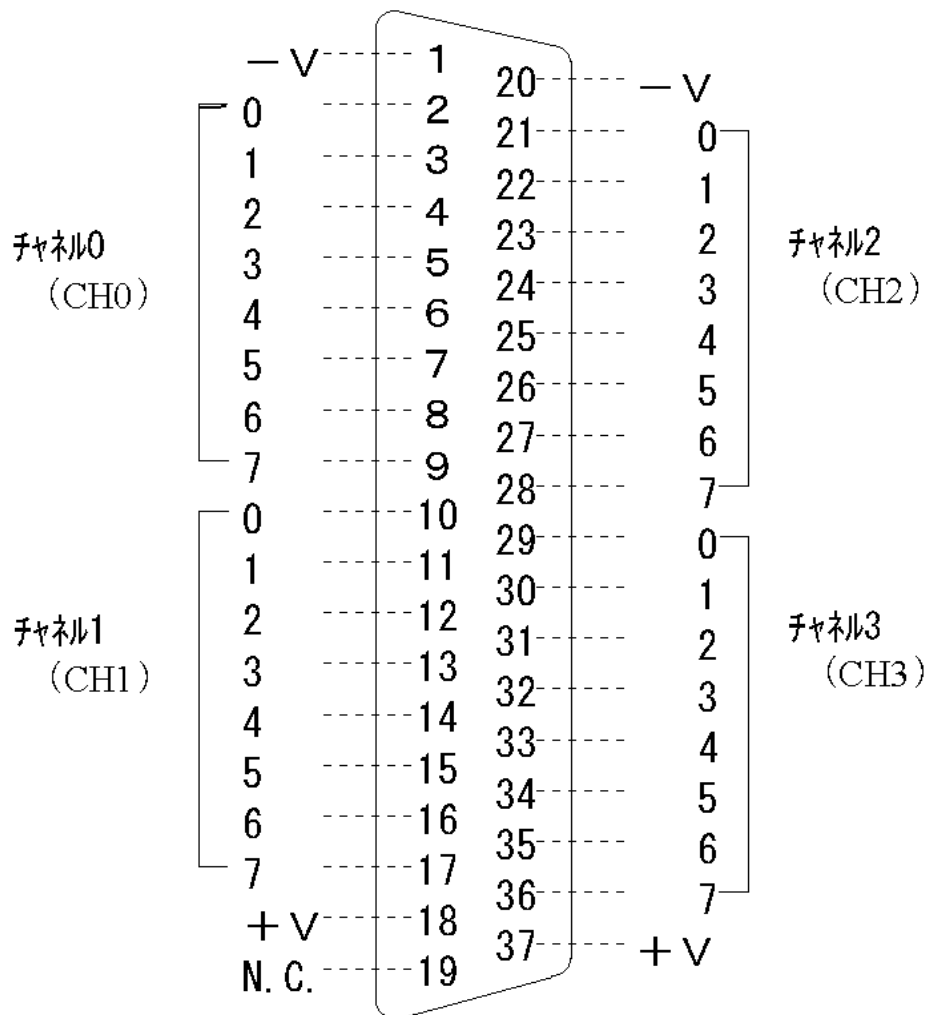 -V 1 20 -V
0 2 21 0
1 3 22 1
2 4 23 2
チャネル0 チャネル2
3 5 24 3
(CH0) (CH2)
4 6 25 4
5 7 26 5
6 8 27 6
7 9 28 7
0 10 29 0
1 11 30 1
2 12 31 2
チャネル1 チャネル3
3 13 32 3
(CH1) (CH3)
4 14 33 4
5 15 34 5
6 16 35 6
7 17 36 7
+V 18 37 +V
N.C. 19